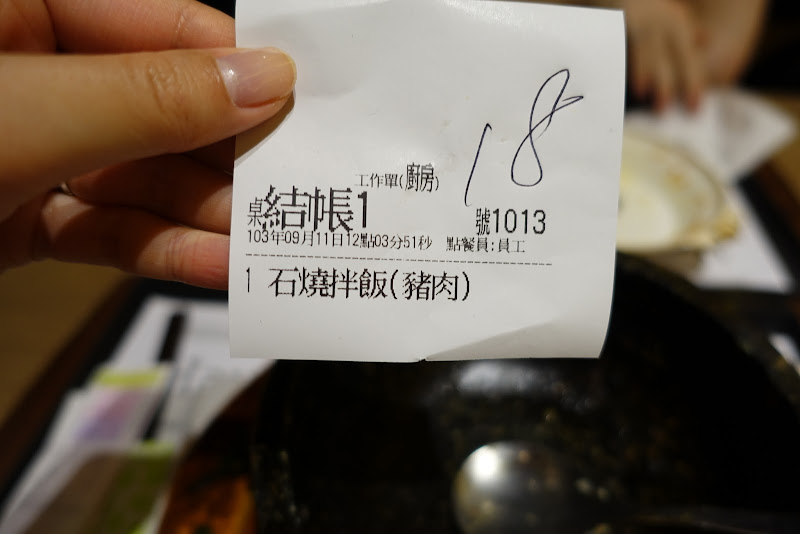 18
工作單(廚房)
桌結帳1 號1013
103年09月11日12點03分51秒 點餐員:員工
1 石燒拌飯(豬肉)